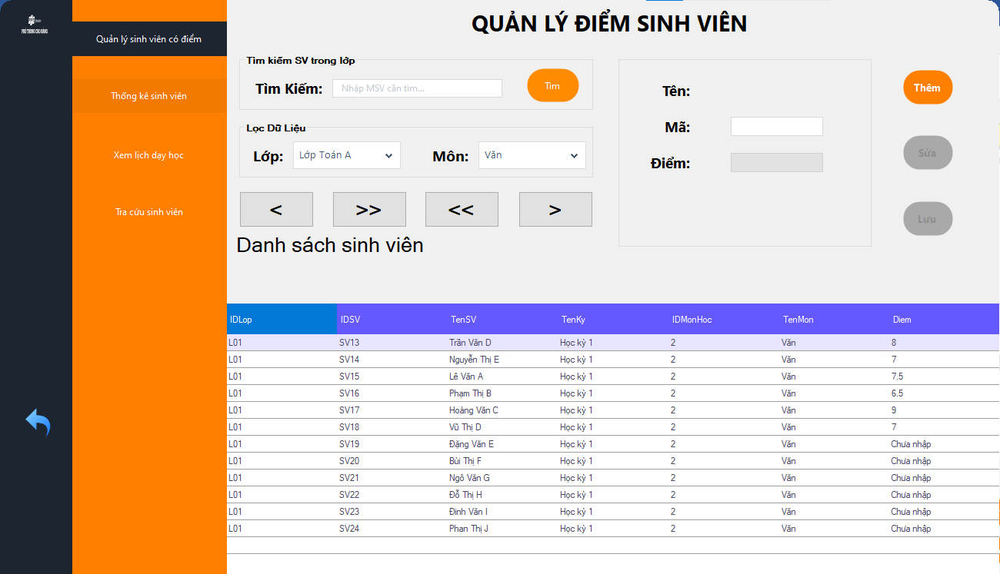 PHỔ THÔNG CAO ĐẲNG
Quản lý sinh viên có điểm
Thống kê sinh viên
Xem lịch dạy học
Tra cứu sinh viên
QUẢN LÝ ĐIỂM SINH VIÊN
Tìm kiếm SV trong lớp
Tìm Kiếm: Nhập MSV cần tìm... Tìm
Lọc Dữ Liệu
Lớp: Lớp Toán A Môn: Văn
< >> << >
Tên:
Mã:
Điểm:
Thêm
Sửa
Lưu
Danh sách sinh viên
IDLop IDSV TenSV TenKy IDMonHoc TenMon Diem
L01 SV13 Trần Văn D Học kỳ 1 2 Văn 8
L01 SV14 Nguyễn Thị E Học kỳ 1 2 Văn 7
L01 SV15 Lê Văn A Học kỳ 1 2 Văn 7.5
L01 SV16 Phạm Thị B Học kỳ 1 2 Văn 6.5
L01 SV17 Hoàng Văn C Học kỳ 1 2 Văn 9
L01 SV18 Vũ Thị D Học kỳ 1 2 Văn 7
L01 SV19 Đặng Văn E Học kỳ 1 2 Văn Chưa nhập
L01 SV20 Bùi Thị F Học kỳ 1 2 Văn Chưa nhập
L01 SV21 Ngô Văn G Học kỳ 1 2 Văn Chưa nhập
L01 SV22 Đỗ Thị H Học kỳ 1 2 Văn Chưa nhập
L01 SV23 Đinh Văn I Học kỳ 1 2 Văn Chưa nhập
L01 SV24 Phan Thị J Học kỳ 1 2 Văn Chưa nhập